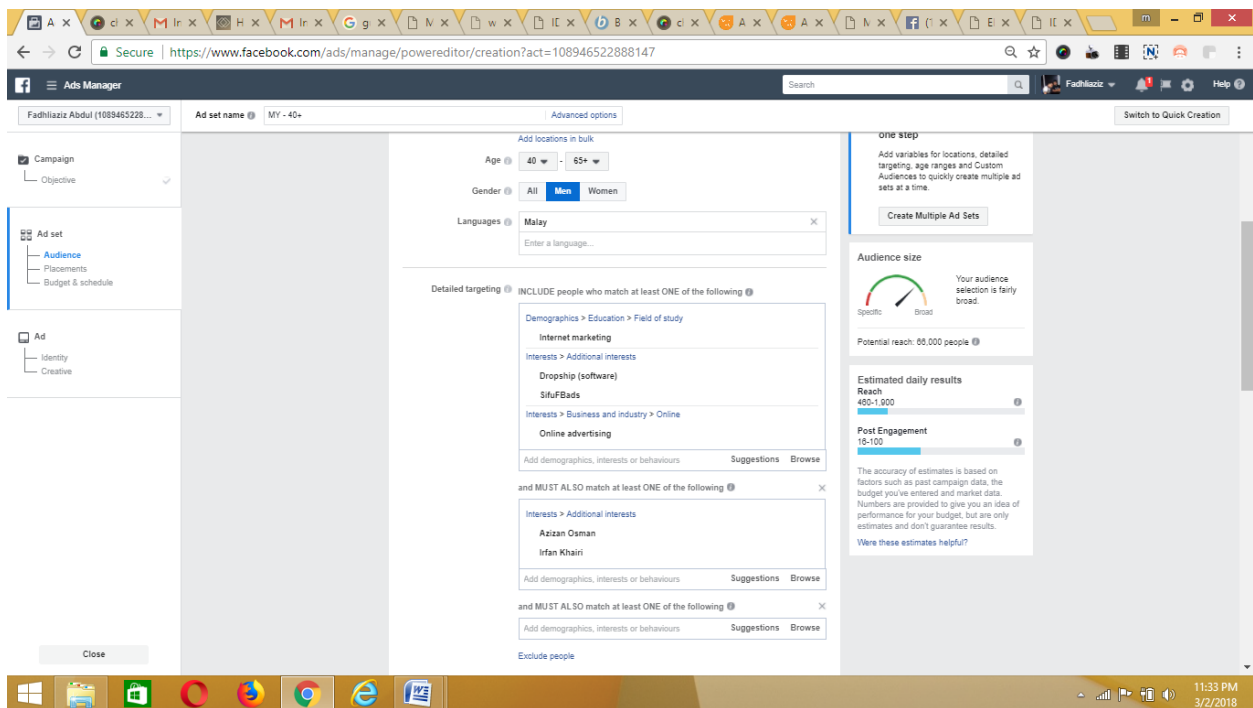 Secure | https://www.facebook.com/ads/manage/powereditor/creation?act=108946522888147
Ads Manager
Search
Fadhliaziz
Help
Fadhliaziz Abdul (1089465228...
Ad set name
MY - 40+
Advanced options
Switch to Quick Creation
Campaign
Objective
Ad set
Audience
Placements
Budget & schedule
Ad
Identity
Creative
Close
Add locations in bulk
Age 40 - 65+
Gender All Men Women
Languages Malay
Enter a language...
Detailed targeting INCLUDE people who match at least ONE of the following
Demographics > Education > Field of study
Internet marketing
Interests > Additional interests
Dropship (software)
SifuFBads
Interests > Business and industry > Online
Online advertising
Add demographics, interests or behaviours Suggestions Browse
and MUST ALSO match at least ONE of the following
Interests > Additional interests
Azizan Osman
Irfan Khairi
Add demographics, interests or behaviours Suggestions Browse
and MUST ALSO match at least ONE of the following
Add demographics, interests or behaviours Suggestions Browse
Exclude people
one step
Add variables for locations, detailed
targeting, age ranges and Custom
Audiences to quickly create multiple ad
sets at a time.
Create Multiple Ad Sets
Audience size
Your audience
selection is fairly
broad.
Specific Broad
Potential reach: 66,000 people
Estimated daily results
Reach
460-1,900
Post Engagement
16-100
The accuracy of estimates is based on
factors such as past campaign data, the
budget you've entered and market data.
Numbers are provided to give you an idea of
performance for your budget, but are only
estimates and don't guarantee results.
Were these estimates helpful?
11:33 PM
3/2/2018